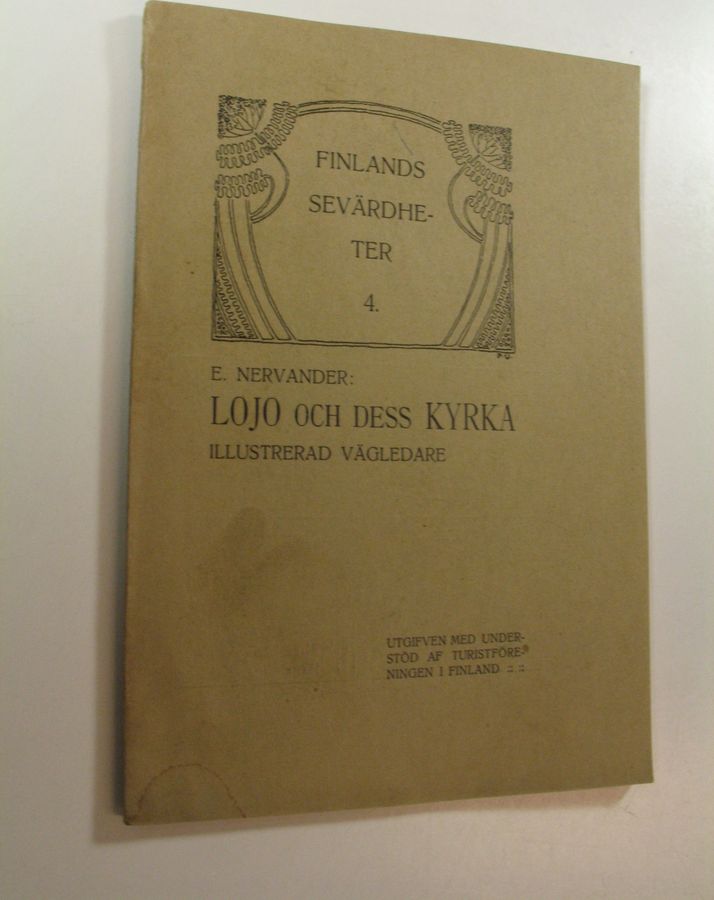 FINLANDS
SEVÄRDHE-
TER
4.
E. NERVANDER:
LOJO OCH DESS KYRKA
ILLUSTRERAD VÄGLEDARE
UTGIFVEN MED UNDER-
STÖD AF TURISTFÖRE-
NINGEN I FINLAND :: ::